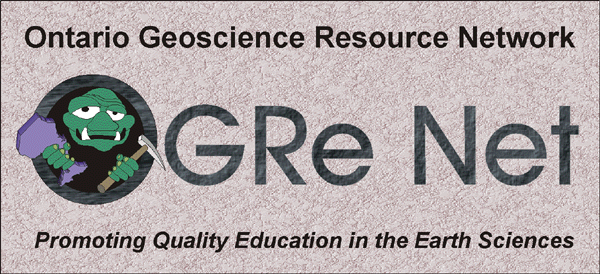 Ontario Geoscience Resource Network
OGRe Net
Promoting Quality Education in the Earth Sciences